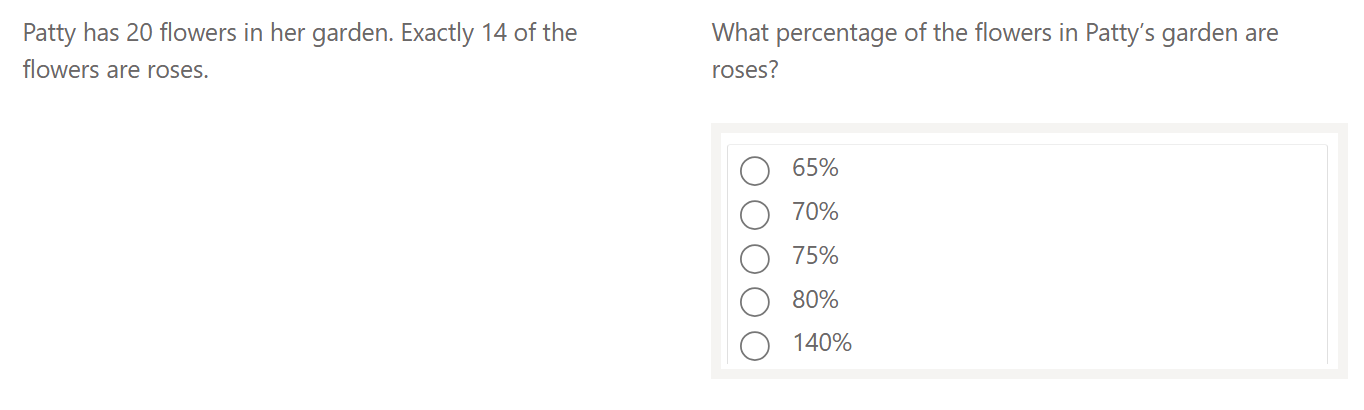 Patty has 20 flowers in her garden. Exactly 14 of the
flowers are roses.
What percentage of the flowers in Patty’s garden are
roses?
65%
70%
75%
80%
140%